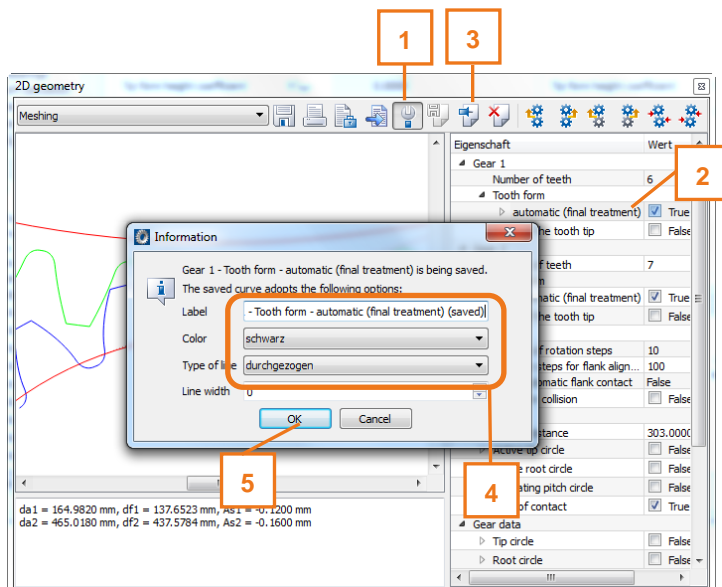 1
3
2D geometry
Meshing
Eigenschaft
Wert
Gear 1
Number of teeth
6
2
Tooth form
automatic (final treatment)
True
he tooth tip
False
Information
Gear 1 - Tooth form - automatic (final treatment) is being saved.
The saved curve adopts the following options:
Label
- Tooth form - automatic (final treatment) (saved)
Color
schwarz
Type of line
durchgezogen
Line width
0
OK
Cancel
f teeth
7
m
natic (final treatment)
True
he tooth tip
False
f rotation steps
10
steps for flank align...
100
omatic flank contact
False
collision
False
stance
303.0000
Active tip circle
False
e root circle
False
ating pitch circle
False
of contact
True
5
4
Gear data
Tip circle
False
Root circle
False
da1 = 164.9820 mm, df1 = 137.6523 mm, As1 = -0.1200 mm
da2 = 465.0180 mm, df2 = 437.5784 mm, As2 = -0.1600 mm